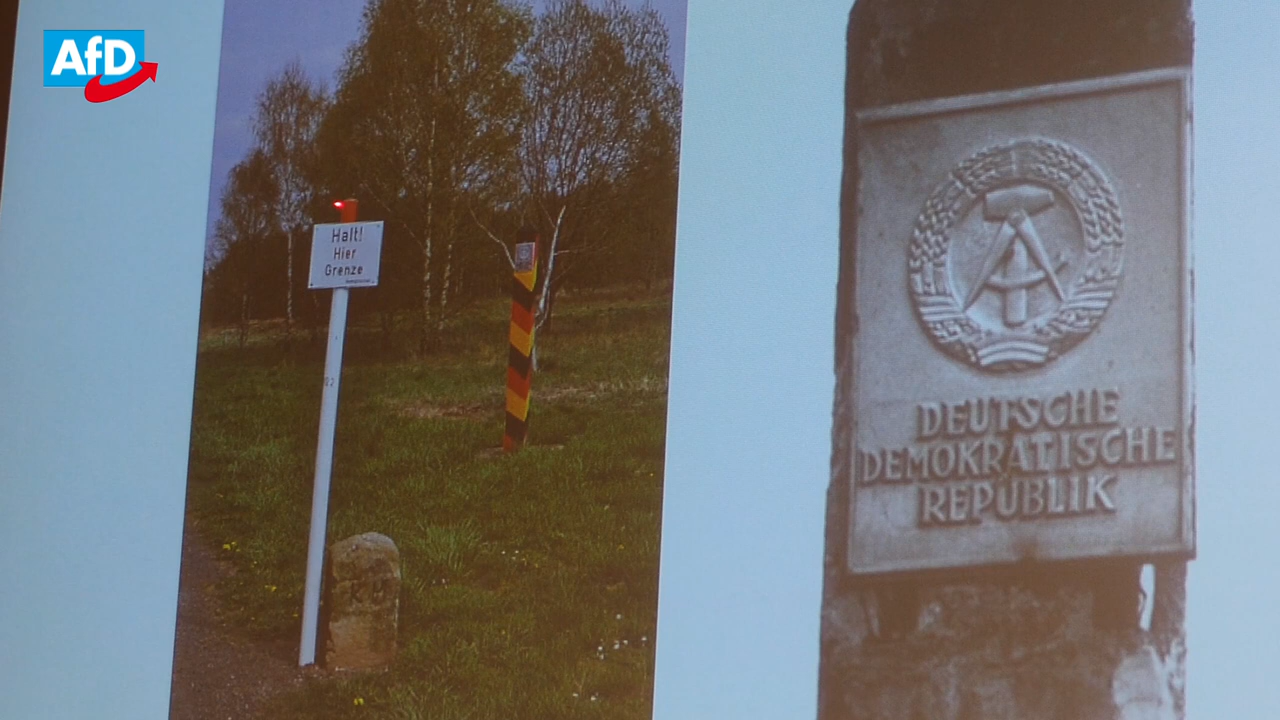 AfD
Halt!
Hier
Grenze
DEUTSCHE
DEMOKRATISCHE
REPUBLIK